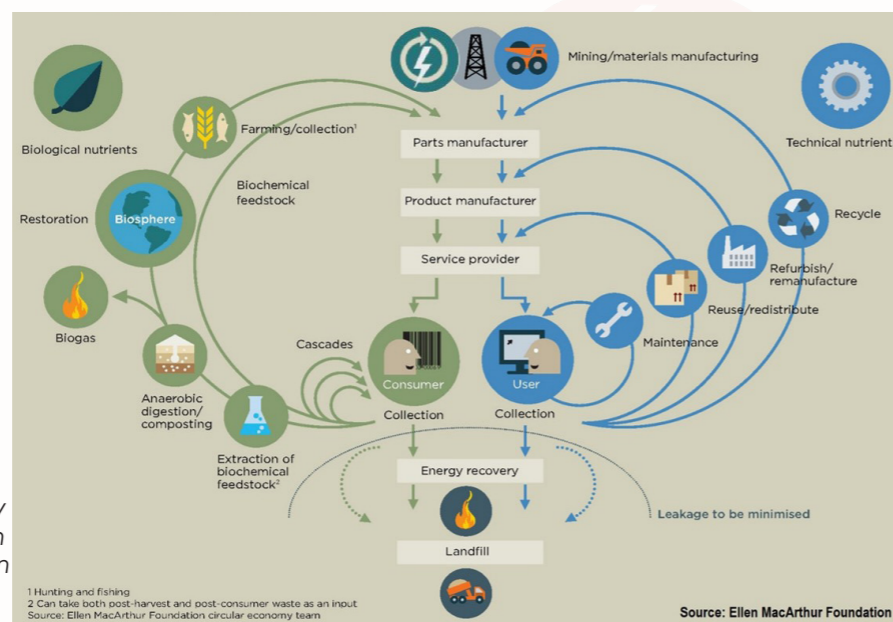 Mining/materials manufacturing
Biological nutrients
Technical nutrient
Farming/collection¹
Parts manufacturer
Biochemical
feedstock
Product manufacturer
Restoration
Biosphere
Recycle
Service provider
Refurbish/
remanufacture
Reuse/redistribute
Biogas
Cascades
Maintenance
Consumer
User
Anaerobic
digestion/
composting
Collection
Collection
Extraction of
biochemical
feedstock²
Energy recovery
Leakage to be minimised
Landfill
1 Hunting and fishing
2 Can take both post-harvest and post-consumer waste as an input
Source: Ellen MacArthur Foundation circular economy team
Source: Ellen MacArthur Foundation